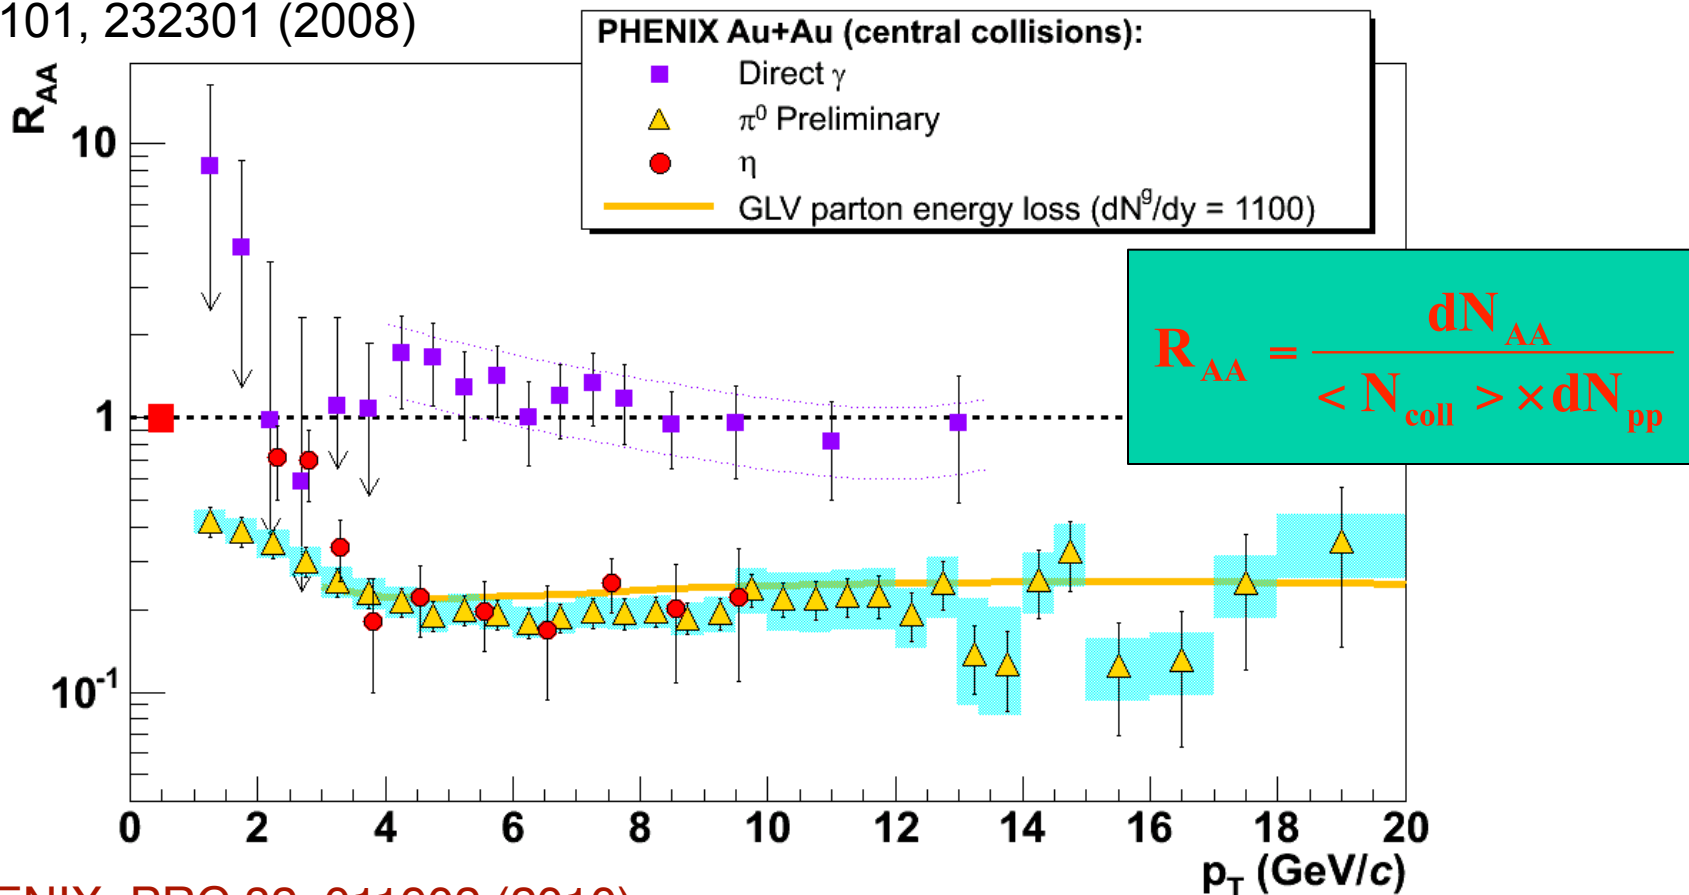 101, 232301 (2008)
PHENIX Au+Au (central collisions):
Direct γ
π⁰ Preliminary
η
GLV parton energy loss (dNᵍ/dy = 1100)
R_AA
10
1
10⁻¹
R_AA = dN_AA / < N_coll > × dN_pp
0 2 4 6 8 10 12 14 16 18 20
p_T (GeV/c)